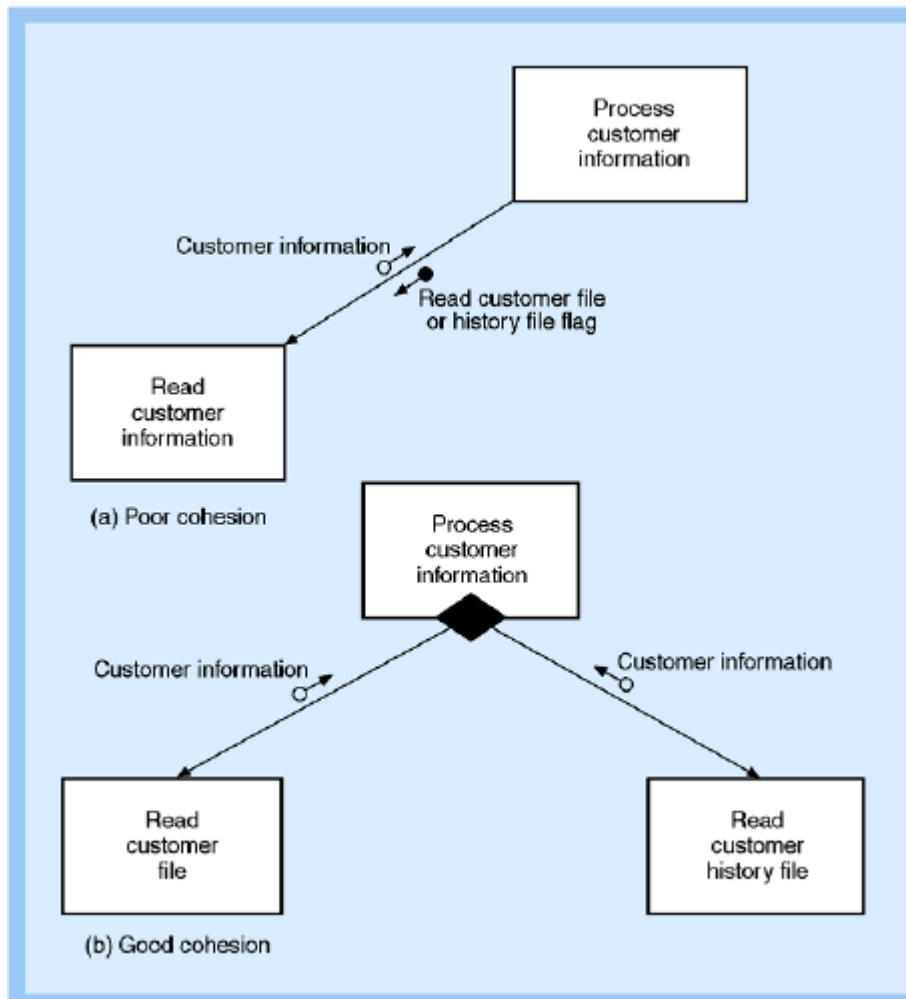 Process
customer
information
Customer information
Read customer file
or history file flag
Read
customer
information
(a) Poor cohesion
Process
customer
information
Customer information
Customer information
Read
customer
file
Read
customer
history file
(b) Good cohesion